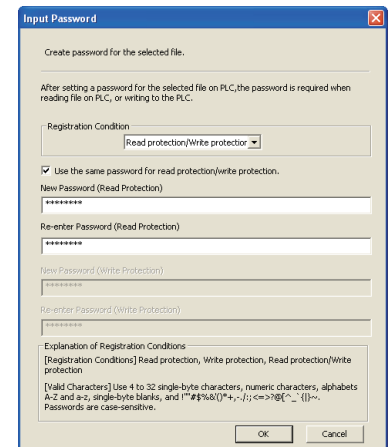 Input Password
Create password for the selected file.
After setting a password for the selected file on PLC,the password is required when
reading file on PLC, or writing to the PLC.
Registration Condition
Read protection/Write protection
Use the same password for read protection/write protection.
New Password (Read Protection)
********
Re-enter Password (Read Protection)
********
New Password (Write Protection)
********
Re-enter Password (Write Protection)
********
Explanation of Registration Conditions
[Registration Conditions] Read protection, Write protection, Read protection/Write
protection
[Valid Characters] Use 4 to 32 single-byte characters, numeric characters, alphabets
A-Z and a-z, single-byte blanks, and !""#$%&'()*+,-./:;<=>?@[^_`{|}~.
Passwords are case-sensitive.
OK
Cancel